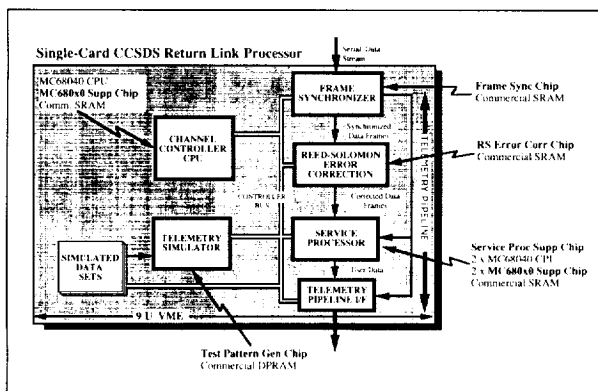 Single-Card CCSDS Return Link Processor
Serial Data
Stream
MC68040 CPU
MC680x0 Supp Chip
Comm. SRAM
FRAME
SYNCHRONIZER
Frame Sync Chip
Commercial SRAM
CHANNEL
CONTROLLER
CPU
Synchronized
Data Frames
REED-SOLOMON
ERROR
CORRECTION
RS Error Corr Chip
Commercial SRAM
TELEMETRY PIPELINE
CONTROLLER
BUS
Corrected Data
Frames
TELEMETRY
SIMULATOR
SERVICE
PROCESSOR
SIMULATED
DATA
SETS
Service Proc Supp Chip
2 x MC68040 CPU
2 x MC680x0 Supp Chip
Commercial SRAM
User Data
TELEMETRY
PIPELINE I/F
9 U VME
Test Pattern Gen Chip
Commercial DPRAM